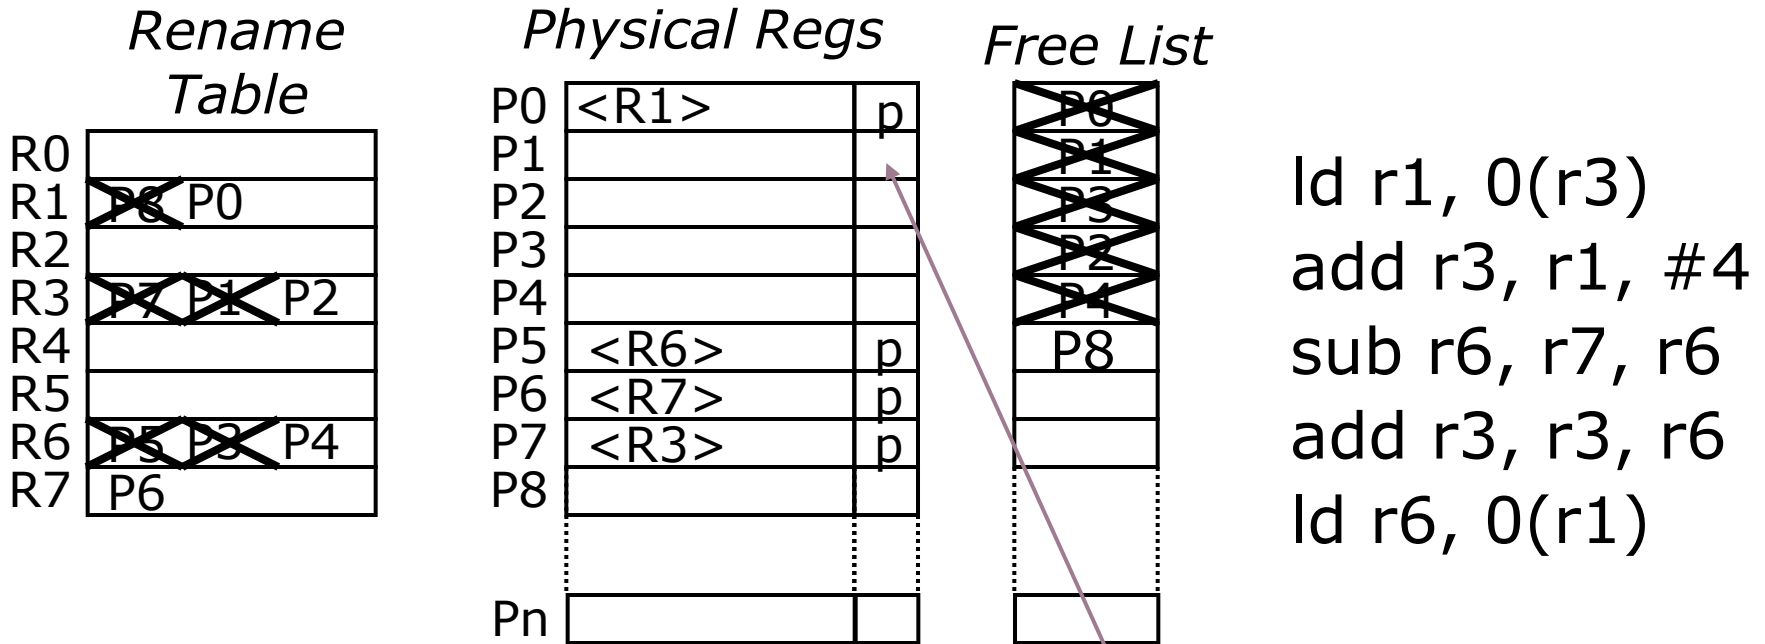 Rename
Table
R0
R1 P8 P0
R2
R3 P7 P1 P2
R4
R5
R6 P5 P3 P4
R7 P6
Physical Regs
P0 <R1> p
P1
P2
P3
P4
P5 <R6> p
P6 <R7> p
P7 <R3> p
P8
Pn
Free List
P0
P1
P3
P2
P4
P8
ld r1, 0(r3)
add r3, r1, #4
sub r6, r7, r6
add r3, r3, r6
ld r6, 0(r1)